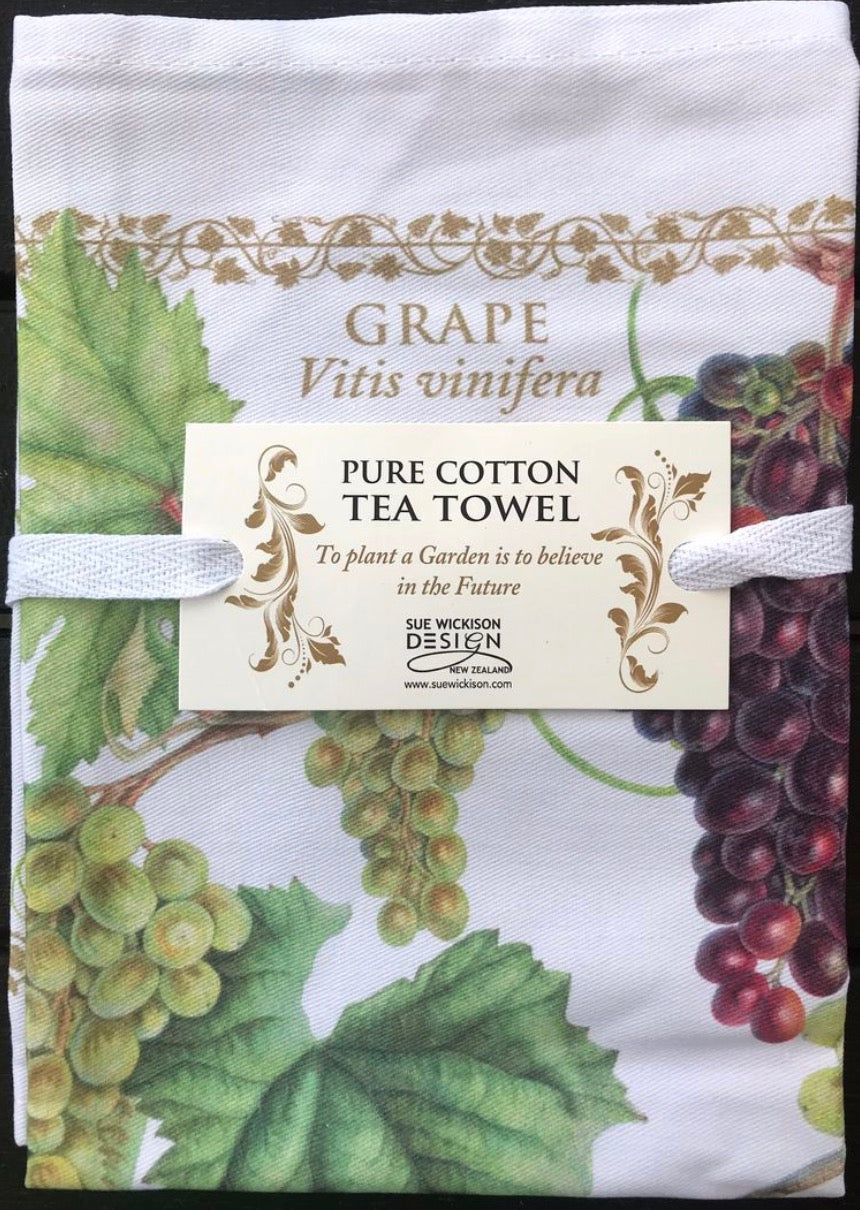 GRAPE
Vitis vinifera
PURE COTTON
TEA TOWEL
To plant a Garden is to believe
in the Future
SUE WICKISON
DESIGN
NEW ZEALAND
www.suewickison.com